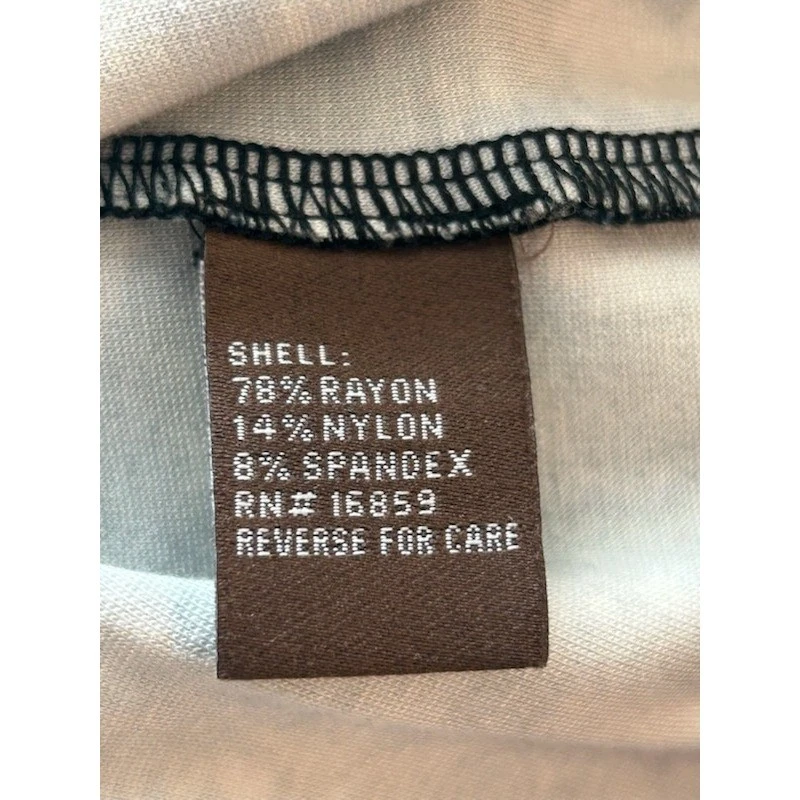 SHELL:
78% RAYON
14% NYLON
8% SPANDEX
RN# 16859
REVERSE FOR CARE